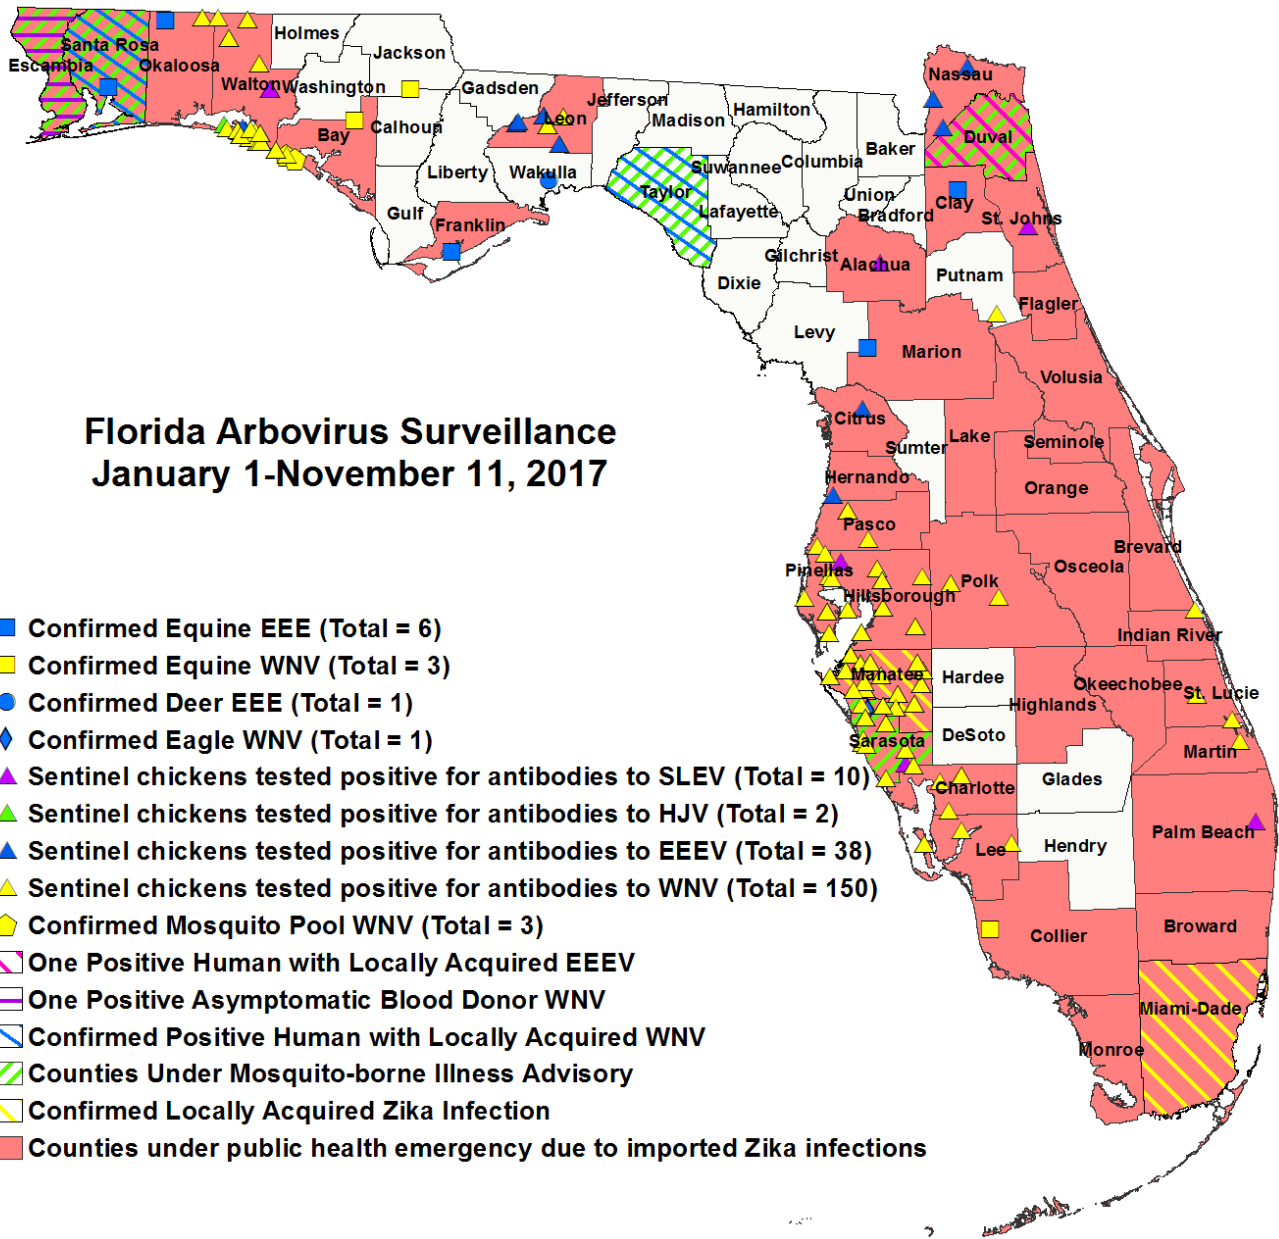 Holmes
Jackson
Santa Rosa
Escambia
Okaloosa
Walton
Washington
Gadsden
Nassau
Jefferson
Hamilton
Madison
Leon
Bay
Calhoun
Duval
Baker
Columbia
Suwannee
Wakulla
Liberty
Taylor
Union
Clay
Lafayette
Bradford
St. Johns
Gulf
Franklin
Gilchrist
Alachua
Putnam
Dixie
Flagler
Levy
Marion
Volusia
Florida Arbovirus Surveillance
January 1-November 11, 2017
Citrus
Lake
Seminole
Sumter
Hernando
Orange
Pasco
Brevard
Osceola
Pinellas
Polk
Hillsborough
Indian River
Manatee
Hardee
Okeechobee
St. Lucie
Highlands
DeSoto
Sarasota
Martin
Glades
Charlotte
Palm Beach
Hendry
Lee
Broward
Collier
Miami-Dade
Monroe
Confirmed Equine EEE (Total = 6)
Confirmed Equine WNV (Total = 3)
Confirmed Deer EEE (Total = 1)
Confirmed Eagle WNV (Total = 1)
Sentinel chickens tested positive for antibodies to SLEV (Total = 10)
Sentinel chickens tested positive for antibodies to HJV (Total = 2)
Sentinel chickens tested positive for antibodies to EEEV (Total = 38)
Sentinel chickens tested positive for antibodies to WNV (Total = 150)
Confirmed Mosquito Pool WNV (Total = 3)
One Positive Human with Locally Acquired EEEV
One Positive Asymptomatic Blood Donor WNV
Confirmed Positive Human with Locally Acquired WNV
Counties Under Mosquito-borne Illness Advisory
Confirmed Locally Acquired Zika Infection
Counties under public health emergency due to imported Zika infections